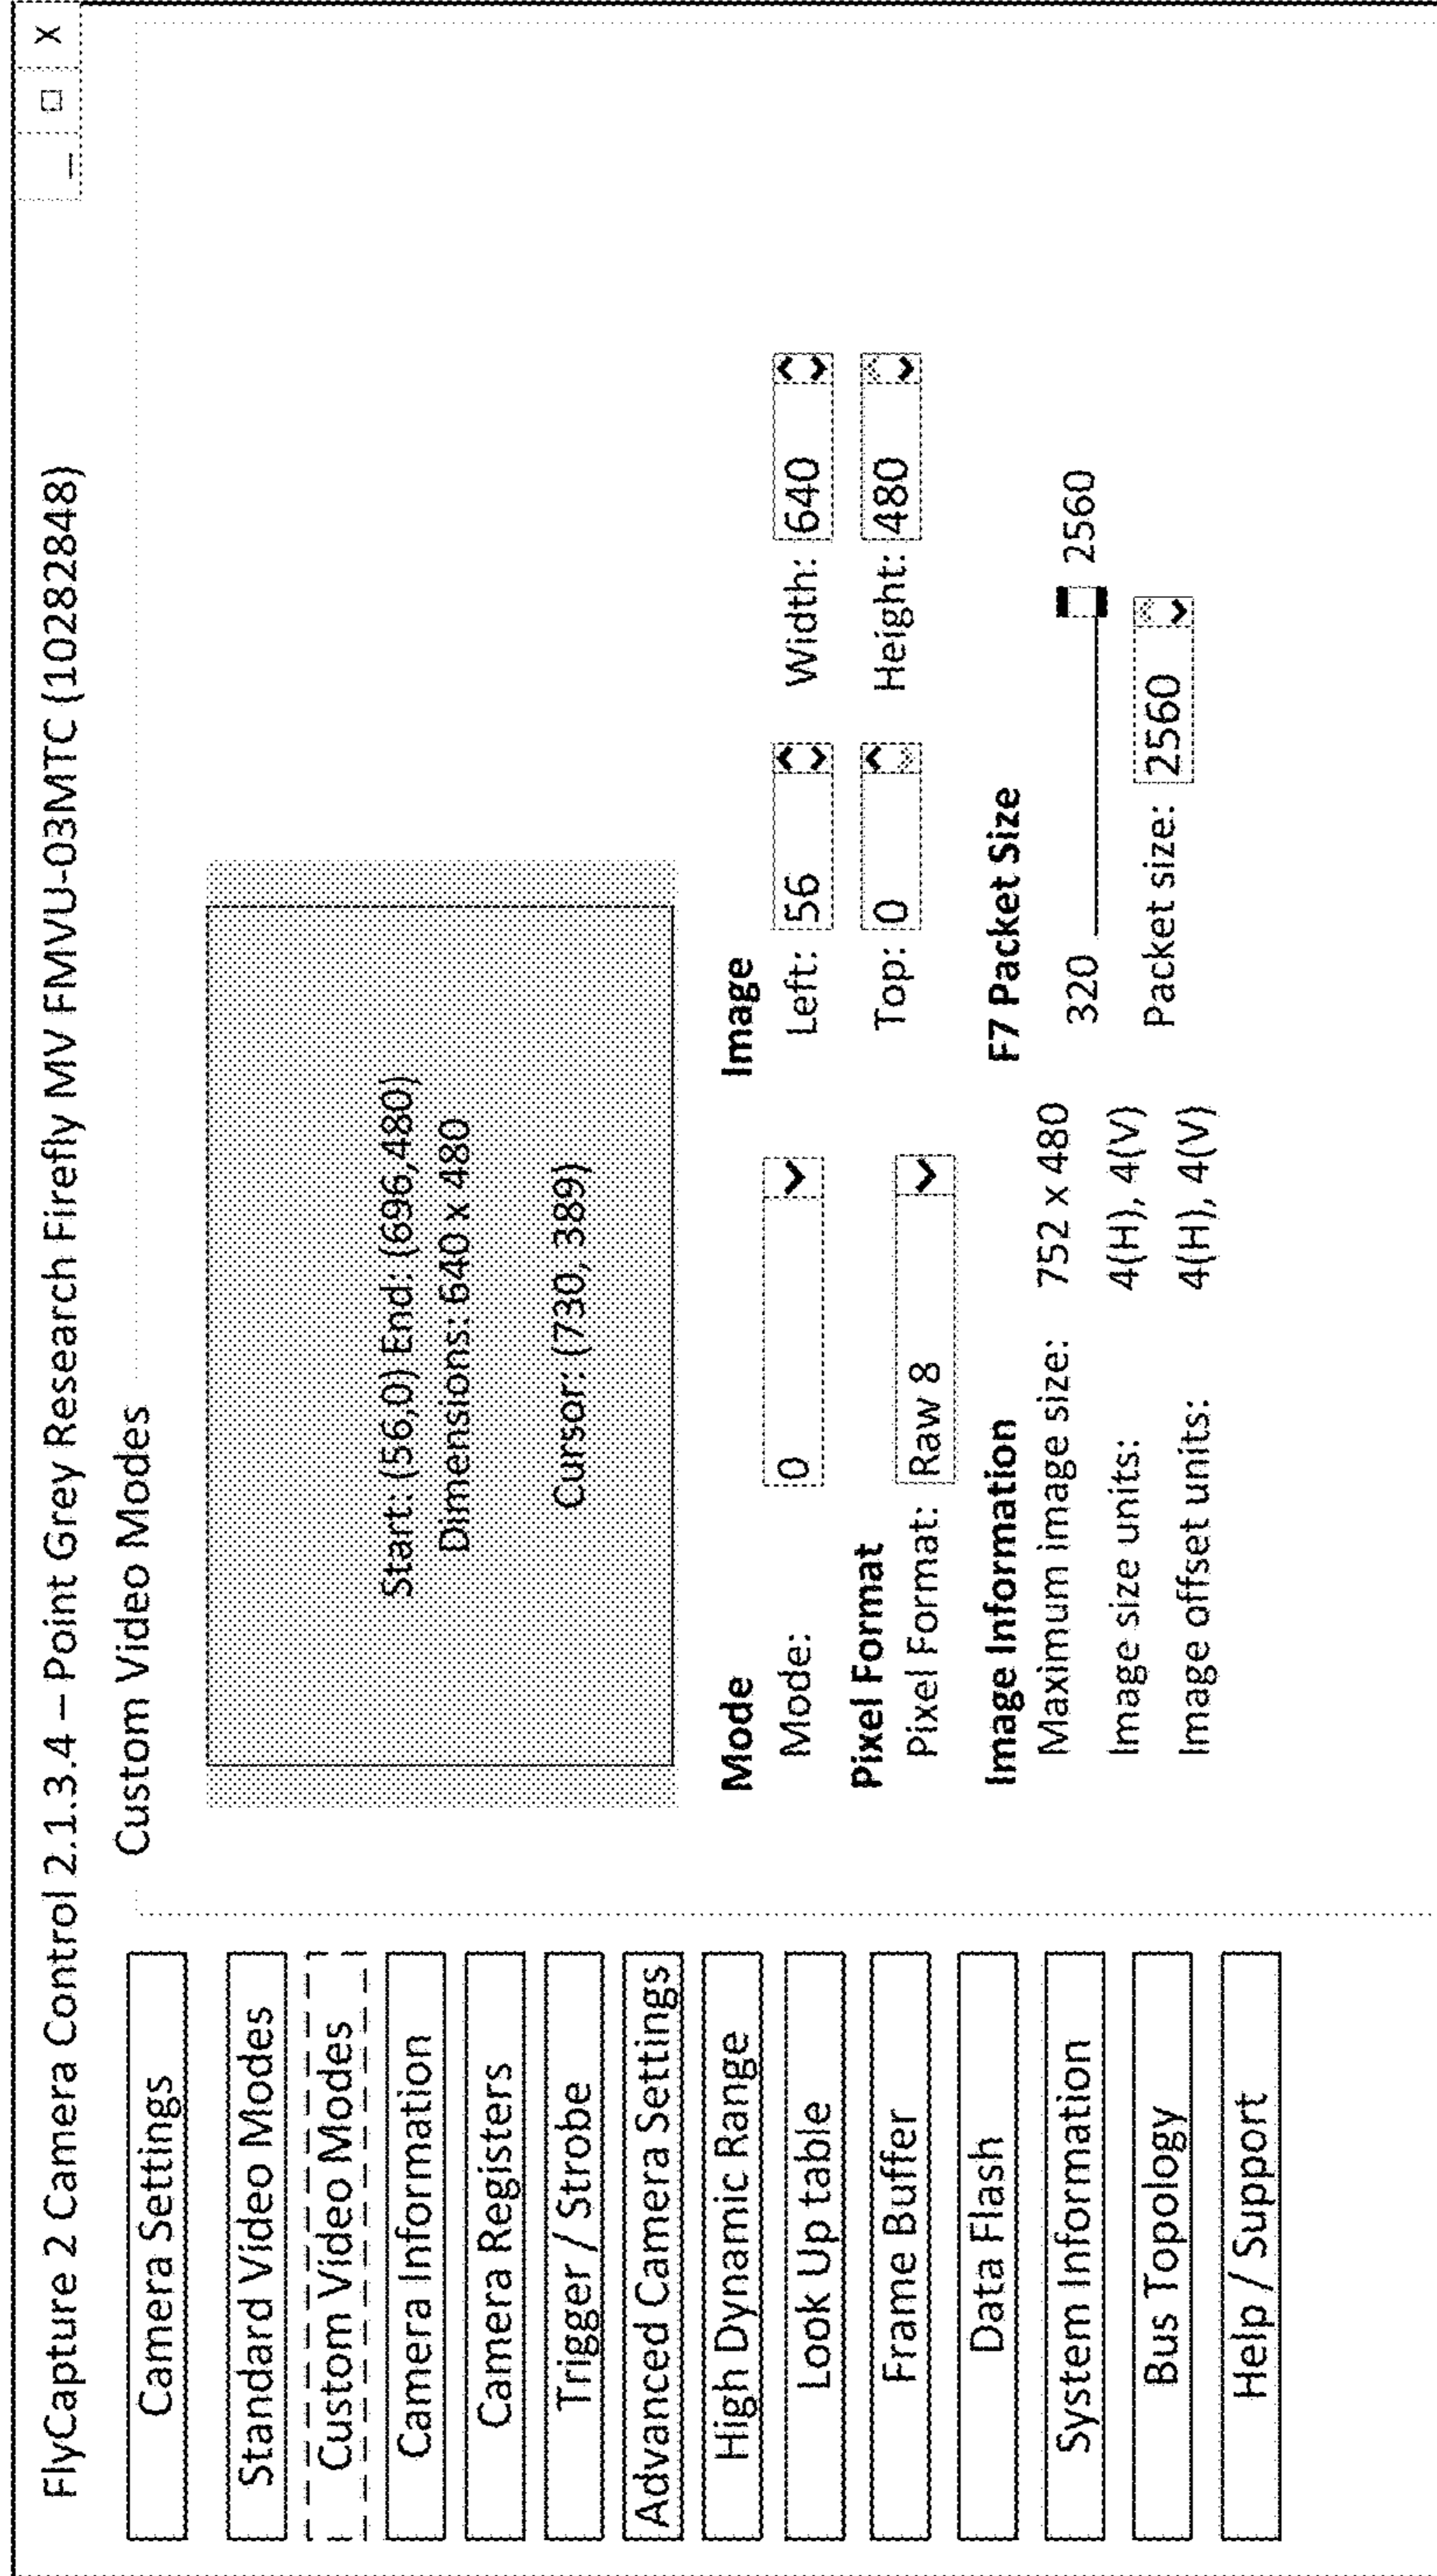 FlyCapture 2 Camera Control 2.1.3.4 – Point Grey Research Firefly MV FMVU-03MTC (10282848)
_ □ X
Camera Settings
Standard Video Modes
Custom Video Modes
Camera Information
Camera Registers
Trigger / Strobe
Advanced Camera Settings
High Dynamic Range
Look Up table
Frame Buffer
Data Flash
System Information
Bus Topology
Help / Support
Custom Video Modes
Start: (56,0) End: (696,480)
Dimensions: 640 x 480
Cursor: (730, 389)
Mode
Mode: 0
Pixel Format
Pixel Format: Raw 8
Image Information
Maximum image size: 752 x 480
Image size units: 4(H), 4(V)
Image offset units: 4(H), 4(V)
Image
Left: 56 Width: 640
Top: 0 Height: 480
F7 Packet Size
320 2560
Packet size: 2560